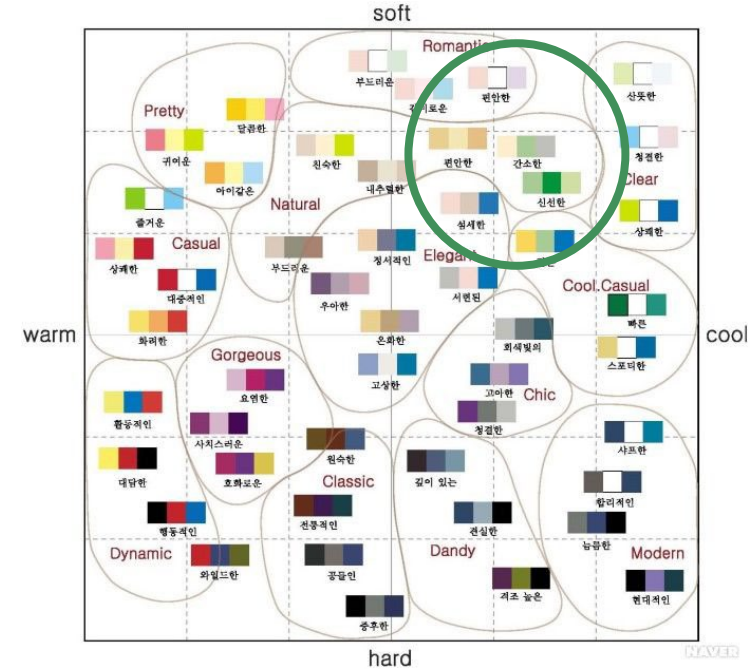 soft
Romantic
부드러운
편안한
산뜻한
Pretty
달콤한
귀여운
친숙한
편안한
간소한
청결한
아이같은
내추럴한
신선한
Clear
즐거운
Natural
섬세한
상쾌한
Casual
상쾌한
부드러운
정서적인
Elegant
대중적인
우아한
서련된
Cool.Casual
빠른
warm
화려한
온화한
회색빛의
cool
Gorgeous
고상한
스포티한
요염한
고아한
Chic
활동적인
청결한
사치스러운
원숙한
샤프한
대담한
호화로운
깊이 있는
Classic
합리적인
행동적인
전통적인
견실한
늠름한
Dynamic
와일드한
공들인
Dandy
Modern
격조 높은
현대적인
중후한
hard
NAVER